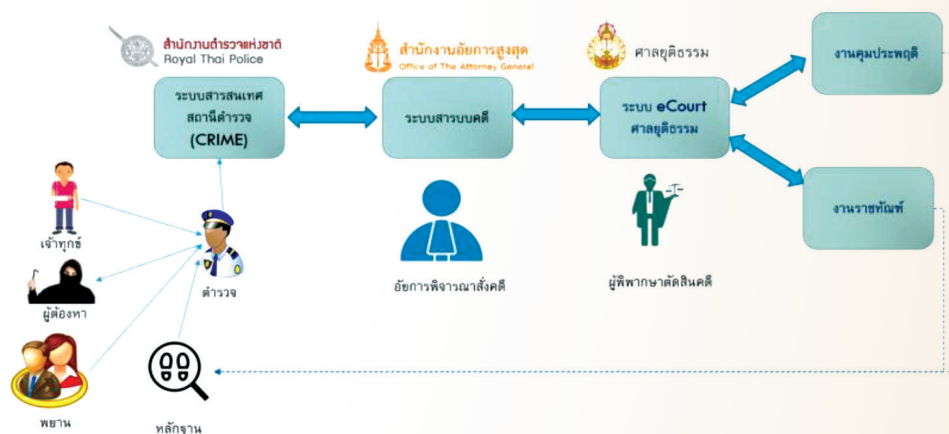 สำนักงานตำรวจแห่งชาติ
Royal Thai Police
สำนักงานอัยการสูงสุด
Office of The Attorney General
ศาลยุติธรรม
งานคุมประพฤติ
ระบบสารสนเทศ
สถานีตำรวจ
(CRIME)
ระบบสารบบคดี
ระบบ eCourt
ศาลยุติธรรม
งานราชทัณฑ์
เจ้าทุกข์
ผู้ต้องหา
ตำรวจ
อัยการพิจารณาสั่งคดี
ผู้พิพากษาตัดสินคดี
พยาน
หลักฐาน